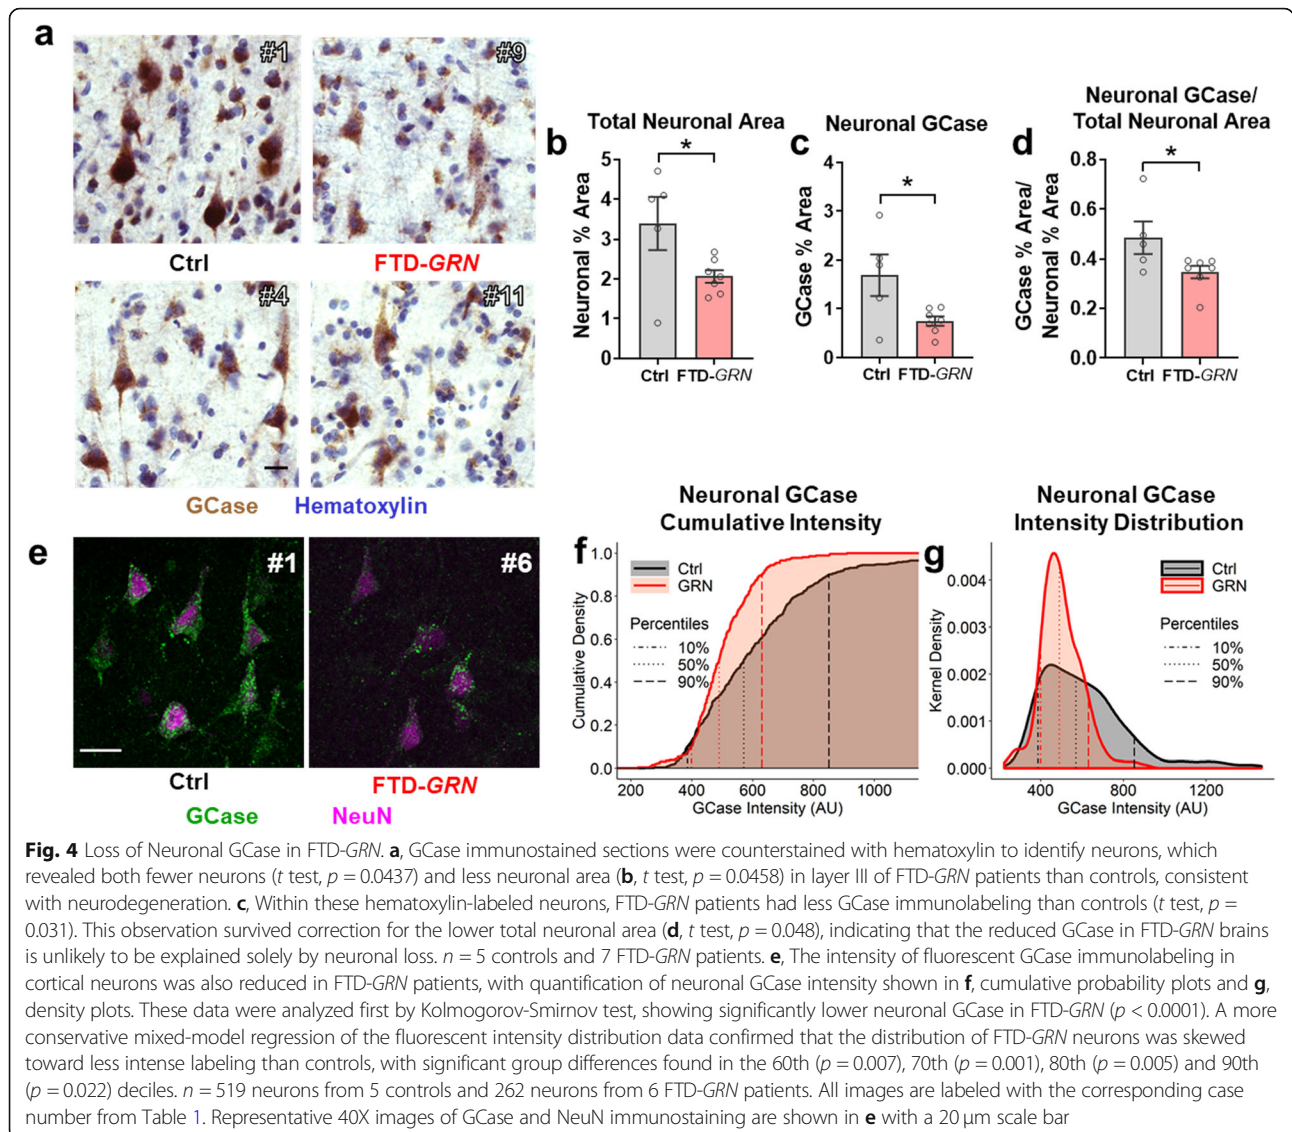 a
#1
#9
Ctrl
FTD-GRN
#4
#11
GCase Hematoxylin
b
Total Neuronal Area
Neuronal % Area
5
4
3
2
1
0
*
Ctrl FTD-GRN
c
Neuronal GCase
GCase % Area
4
3
2
1
0
*
Ctrl FTD-GRN
d
Neuronal GCase/
Total Neuronal Area
GCase % Area/
Neuronal % Area
0.8
0.6
0.4
0.2
0.0
*
Ctrl FTD-GRN
e
#1
#6
Ctrl
FTD-GRN
GCase NeuN
f
Neuronal GCase
Cumulative Intensity
Cumulative Density
1.0
0.8
0.6
0.4
0.2
0.0
Ctrl
GRN
Percentiles
10%
50%
90%
200 400 600 800 1000
GCase Intensity (AU)
g
Neuronal GCase
Intensity Distribution
Kernel Density
0.004
0.003
0.002
0.001
0.000
Ctrl
GRN
Percentiles
10%
50%
90%
400 800 1200
GCase Intensity (AU)
Fig. 4 Loss of Neuronal GCase in FTD-GRN. a, GCase immunostained sections were counterstained with hematoxylin to identify neurons, which
revealed both fewer neurons (t test, p = 0.0437) and less neuronal area (b, t test, p = 0.0458) in layer III of FTD-GRN patients than controls, consistent
with neurodegeneration. c, Within these hematoxylin-labeled neurons, FTD-GRN patients had less GCase immunolabeling than controls (t test, p =
0.031). This observation survived correction for the lower total neuronal area (d, t test, p = 0.048), indicating that the reduced GCase in FTD-GRN brains
is unlikely to be explained solely by neuronal loss. n = 5 controls and 7 FTD-GRN patients. e, The intensity of fluorescent GCase immunolabeling in
cortical neurons was also reduced in FTD-GRN patients, with quantification of neuronal GCase intensity shown in f, cumulative probability plots and g,
density plots. These data were analyzed first by Kolmogorov-Smirnov test, showing significantly lower neuronal GCase in FTD-GRN (p < 0.0001). A more
conservative mixed-model regression of the fluorescent intensity distribution data confirmed that the distribution of FTD-GRN neurons was skewed
toward less intense labeling than controls, with significant group differences found in the 60th (p = 0.007), 70th (p = 0.001), 80th (p = 0.005) and 90th
(p = 0.022) deciles. n = 519 neurons from 5 controls and 262 neurons from 6 FTD-GRN patients. All images are labeled with the corresponding case
number from Table 1. Representative 40X images of GCase and NeuN immunostaining are shown in e with a 20 μm scale bar